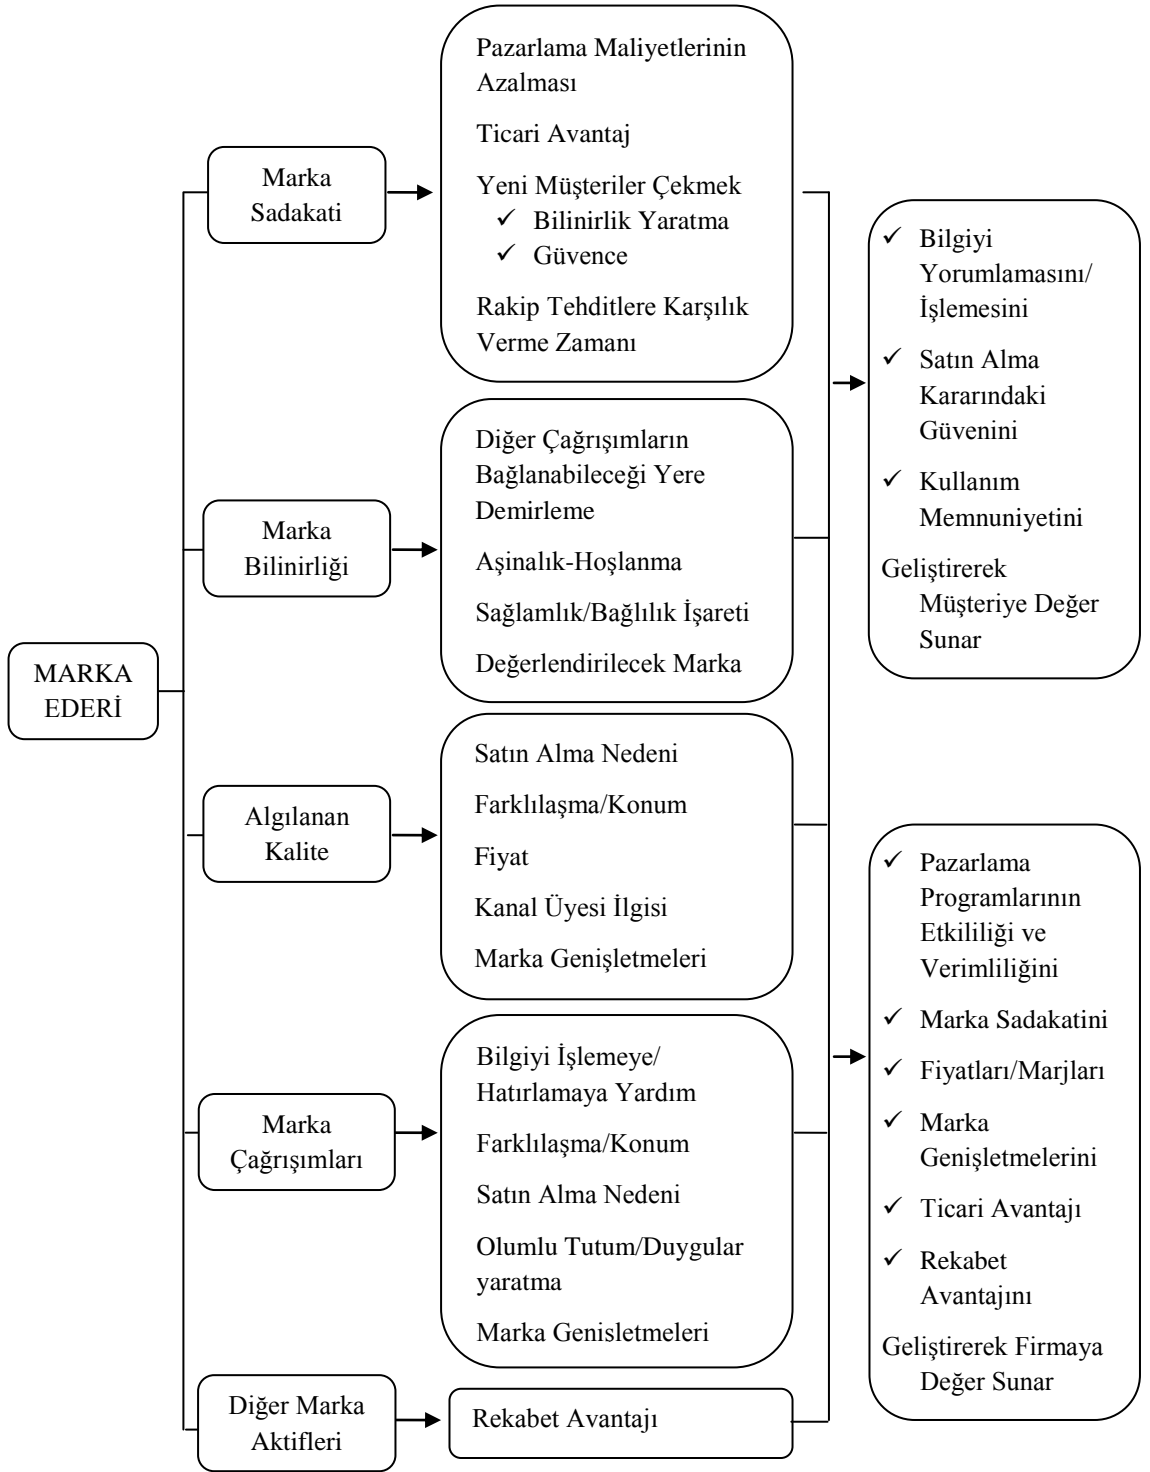 MARKA
EDERİ
Marka
Sadakati
Pazarlama Maliyetlerinin
Azalması
Ticari Avantaj
Yeni Müşteriler Çekmek
✓ Bilinirlik Yaratma
✓ Güvence
Rakip Tehditlere Karşılık
Verme Zamanı
Marka
Bilinirliği
Diğer Çağrışımların
Bağlanabileceği Yere
Demirleme
Aşinalık-Hoşlanma
Sağlamlık/Bağlılık İşareti
Değerlendirilecek Marka
Algılanan
Kalite
Satın Alma Nedeni
Farklılaşma/Konum
Fiyat
Kanal Üyesi İlgisi
Marka Genişletmeleri
Marka
Çağrışımları
Bilgiyi İşlemeye/
Hatırlamaya Yardım
Farklılaşma/Konum
Satın Alma Nedeni
Olumlu Tutum/Duygular
yaratma
Marka Genisletmeleri
Diğer Marka
Aktifleri
Rekabet Avantajı
✓ Bilgiyi
Yorumlamasını/
İşlemesini
✓ Satın Alma
Kararındaki
Güvenini
✓ Kullanım
Memnuniyetini
Geliştirerek
Müşteriye Değer
Sunar
✓ Pazarlama
Programlarının
Etkililiği ve
Verimliliğini
✓ Marka Sadakatini
✓ Fiyatları/Marjları
✓ Marka
Genişletmelerini
✓ Ticari Avantajı
✓ Rekabet
Avantajını
Geliştirerek Firmaya
Değer Sunar